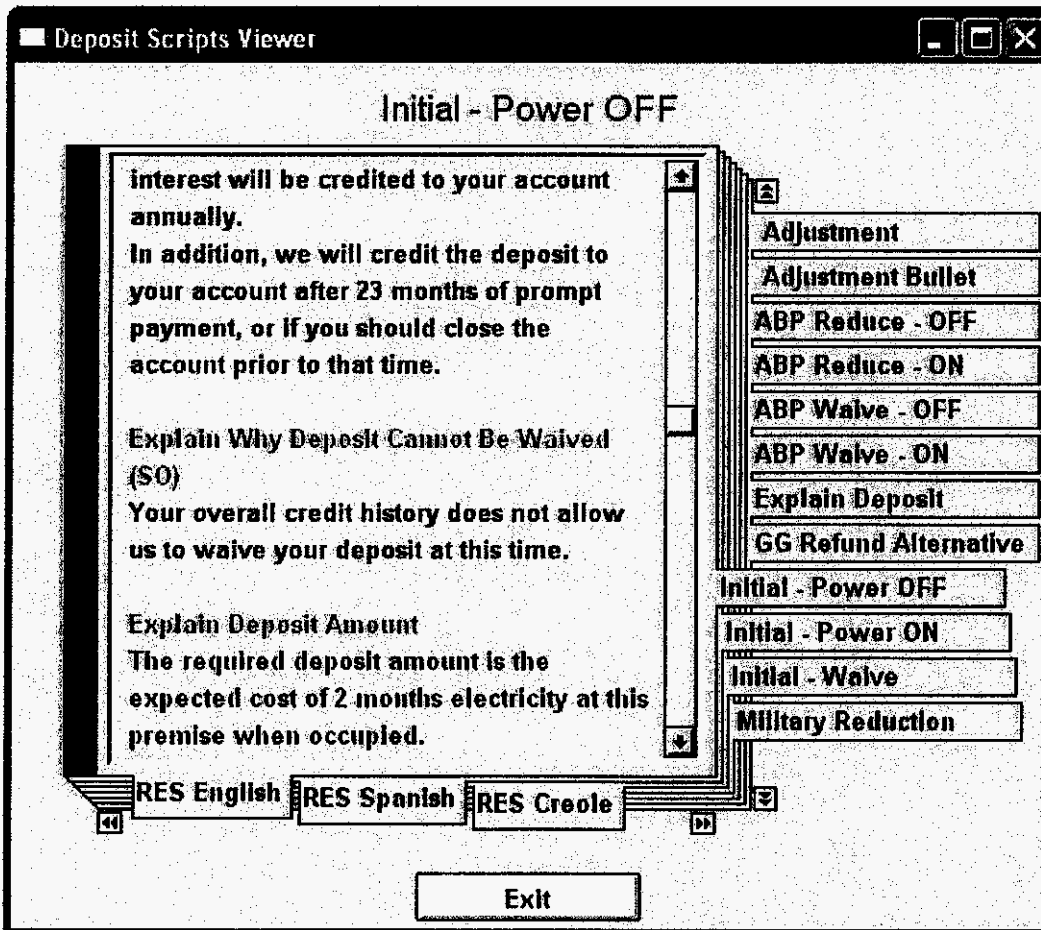 Deposit Scripts Viewer
Initial - Power OFF
interest will be credited to your account
annually.
In addition, we will credit the deposit to
your account after 23 months of prompt
payment, or if you should close the
account prior to that time.
Explain Why Deposit Cannot Be Waived
(SO)
Your overall credit history does not allow
us to waive your deposit at this time.
Explain Deposit Amount
The required deposit amount is the
expected cost of 2 months electricity at this
premise when occupied.
Adjustment
Adjustment Bullet
ABP Reduce - OFF
ABP Reduce - ON
ABP Waive - OFF
ABP Waive - ON
Explain Deposit
GG Refund Alternative
Initial - Power OFF
Initial - Power ON
Initial - Waive
Military Reduction
RES English
RES Spanish
RES Creole
Exit